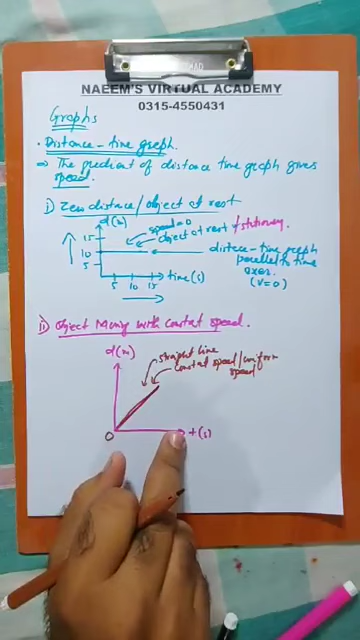 NAEEM'S VIRTUAL ACADEMY
0315-4550431
Graphs
• Distance-time graph.
⇒ The gradient of distance time graph gives
speed.
i) Zero distance/object at rest
d(m)
speed=0
object at rest / stationary.
15
10
5
distance-time graph
parallel to time
axis.
(v=0)
5 10 15
time(s)
ii) Object Moving with constant speed.
d(m)
straight line
constant speed/uniform
speed
O
t(s)